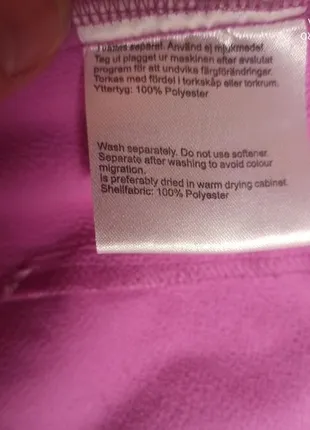 separat. Använd ej mjukmedel.
Tag ut plagget ur maskinen efter avslutat
program för att undvika färgförändringar.
Torkas med fördel i torkskåp eller torkrum.
Yttertyg: 100% Polyester
Wash separately. Do not use softener.
Separate after washing to avoid colour
migration.
Is preferably dried in warm drying cabinet.
Shellfabric: 100% Polyester